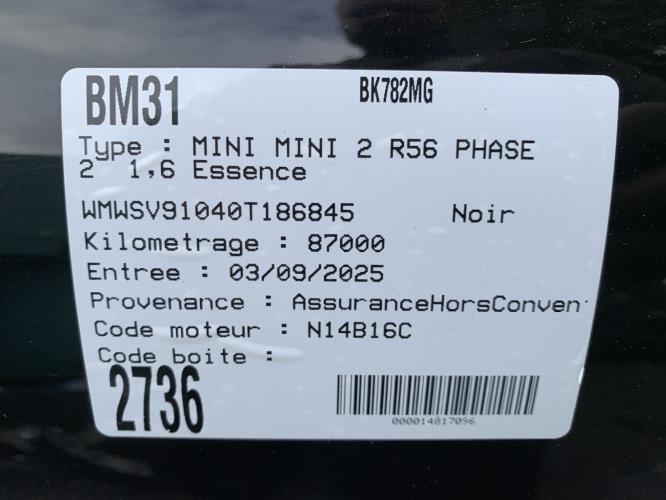 BM31 BK782MG
Type : MINI MINI 2 R56 PHASE
2 1,6 Essence
WMWSV91040T186845 Noir
Kilometrage : 87000
Entree : 03/09/2025
Provenance : AssuranceHorsConven
Code moteur : N14B16C
Code boite :
2736
000014817096